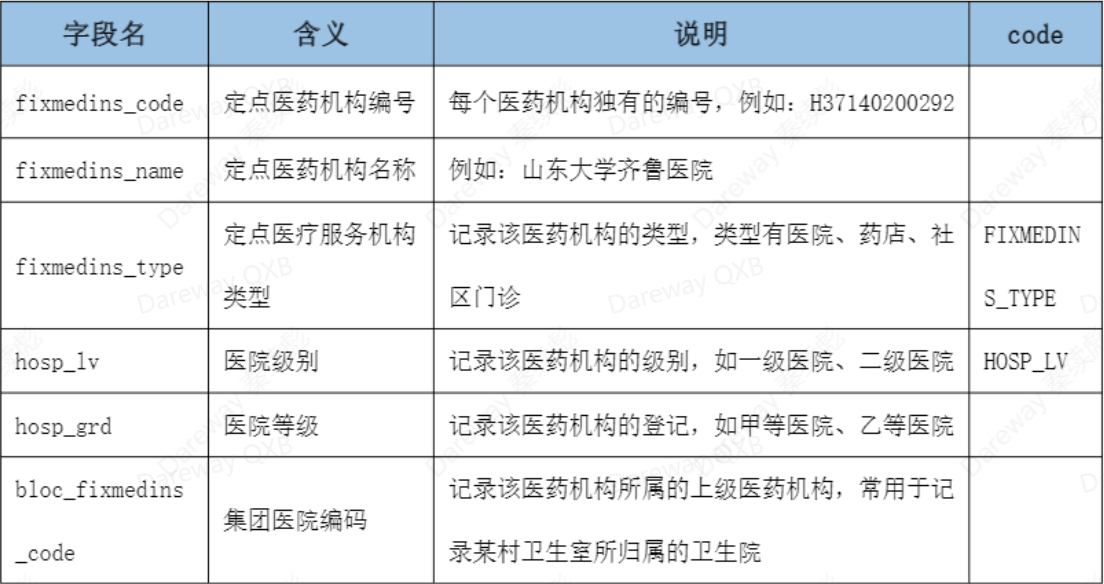 字段名 含义 说明 code
fixmedins_code 定点医药机构编号 每个医药机构独有的编号，例如：H37140200292
fixmedins_name 定点医药机构名称 例如：山东大学齐鲁医院
fixmedins_type 定点医疗服务机构
类型 记录该医药机构的类型，类型有医院、药店、社
区门诊 FIXMEDIN
S_TYPE
hosp_lv 医院级别 记录该医药机构的级别，如一级医院、二级医院 HOSP_LV
hosp_grd 医院等级 记录该医药机构的登记，如甲等医院、乙等医院
bloc_fixmedins
_code 集团医院编码 记录该医药机构所属的上级医药机构，常用于记
录某村卫生室所归属的卫生院
Dareway QXB